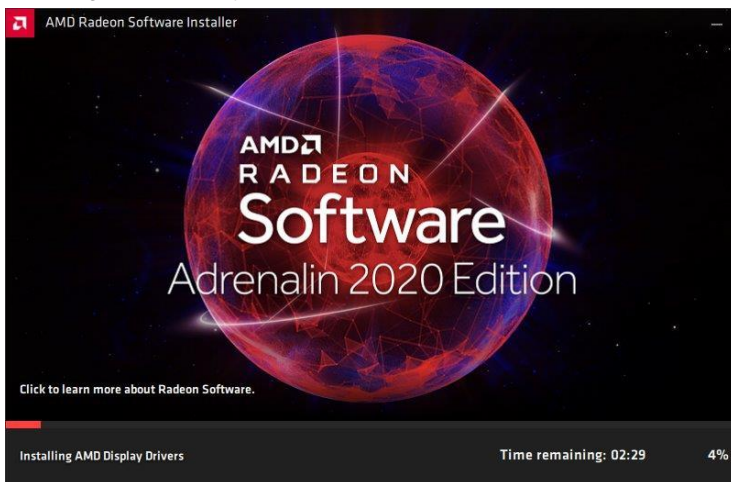 AMD Radeon Software Installer
AMD
RADEON
Software
Adrenalin 2020 Edition
Click to learn more about Radeon Software.
Installing AMD Display Drivers
Time remaining: 02:29
4%